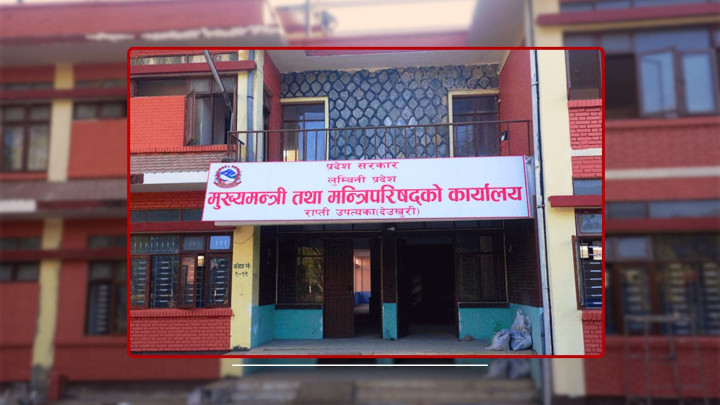 प्रदेश सरकार
लुम्बिनी प्रदेश
मुख्यमन्त्री तथा मन्त्रिपरिषद्को कार्यालय
राप्ती उपत्यका(देउखुरी)